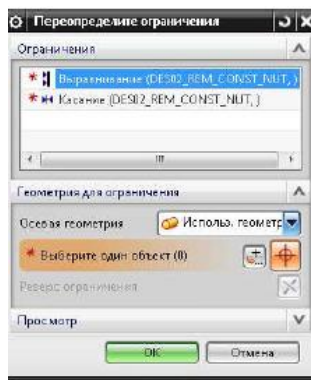 Переопределите ограничения
Ограничения
Выравнивание (DES02_REM_CONST_NUT, )
Касание (DES02_REM_CONST_NUT, )
Геометрия для ограничения
Осевая геометрия
Использ. геометр
* Выберите один объект (0)
Реверс ограничения
Просмотр
OK
Отмена